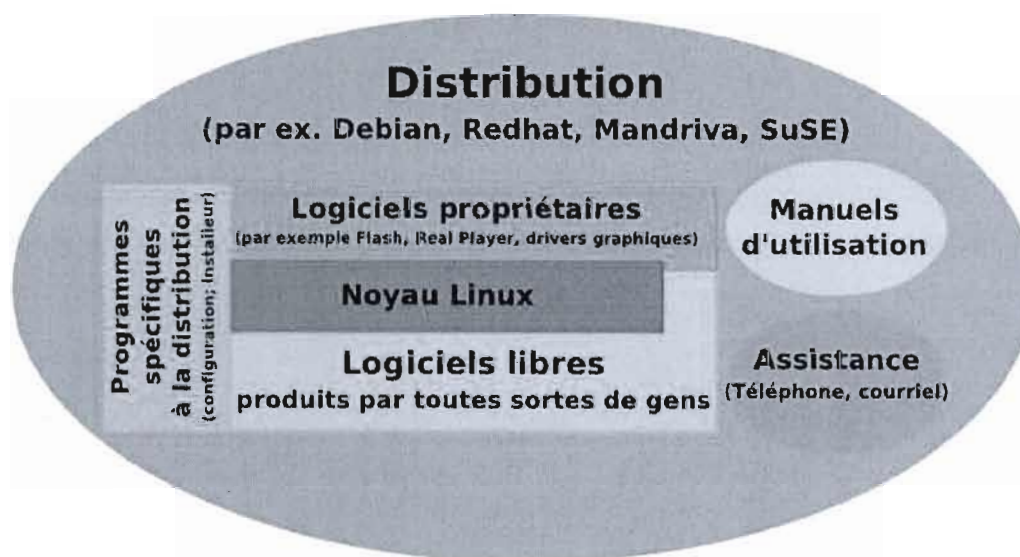 Distribution
(par ex. Debian, Redhat, Mandriva, SuSE)
Programmes
spécifiques
à la distribution
(configuration; installeur)
Logiciels propriétaires
(par exemple Flash, Real Player, drivers graphiques)
Noyau Linux
Logiciels libres
produits par toutes sortes de gens
Manuels
d'utilisation
Assistance
(Téléphone, courriel)